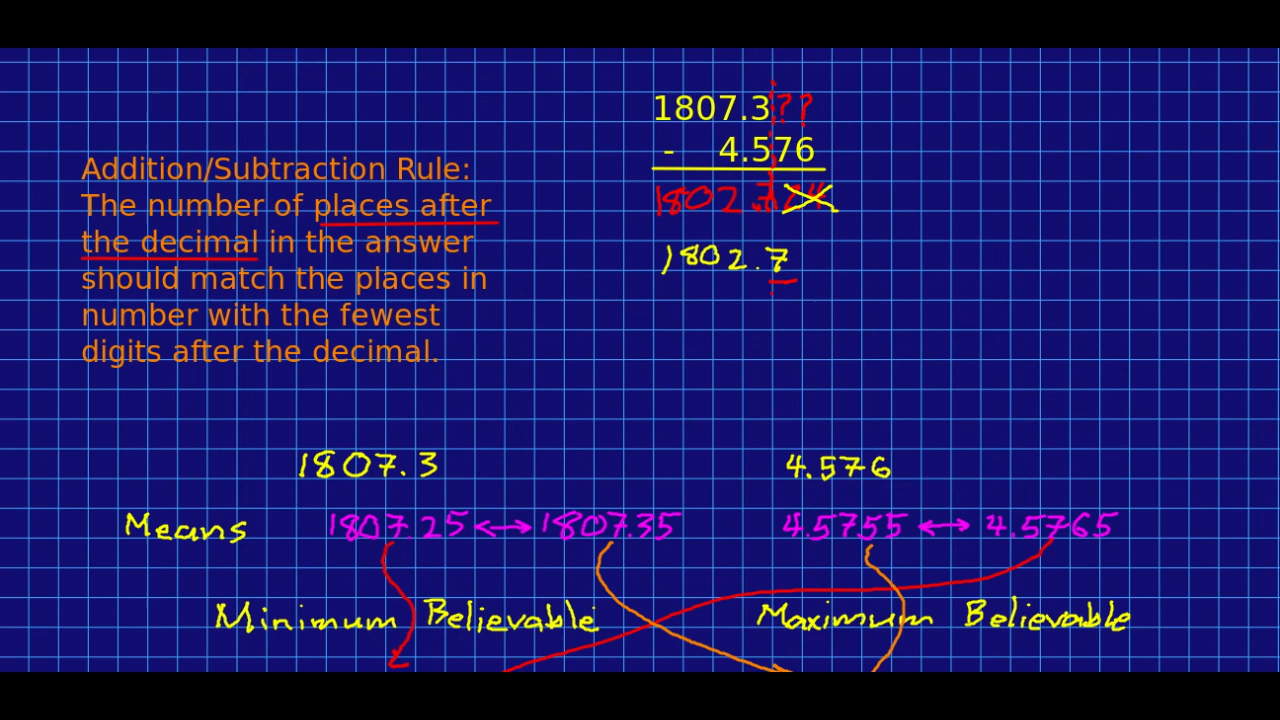 Addition/Subtraction Rule:
The number of places after
the decimal in the answer
should match the places in
number with the fewest
digits after the decimal.
1807.3??
- 4.576
1802.724
1802.7
1807.3
4.576
Means 1807.25 ↔ 1807.35 4.5755 ↔ 4.5765
Minimum Believable Maximum Believable